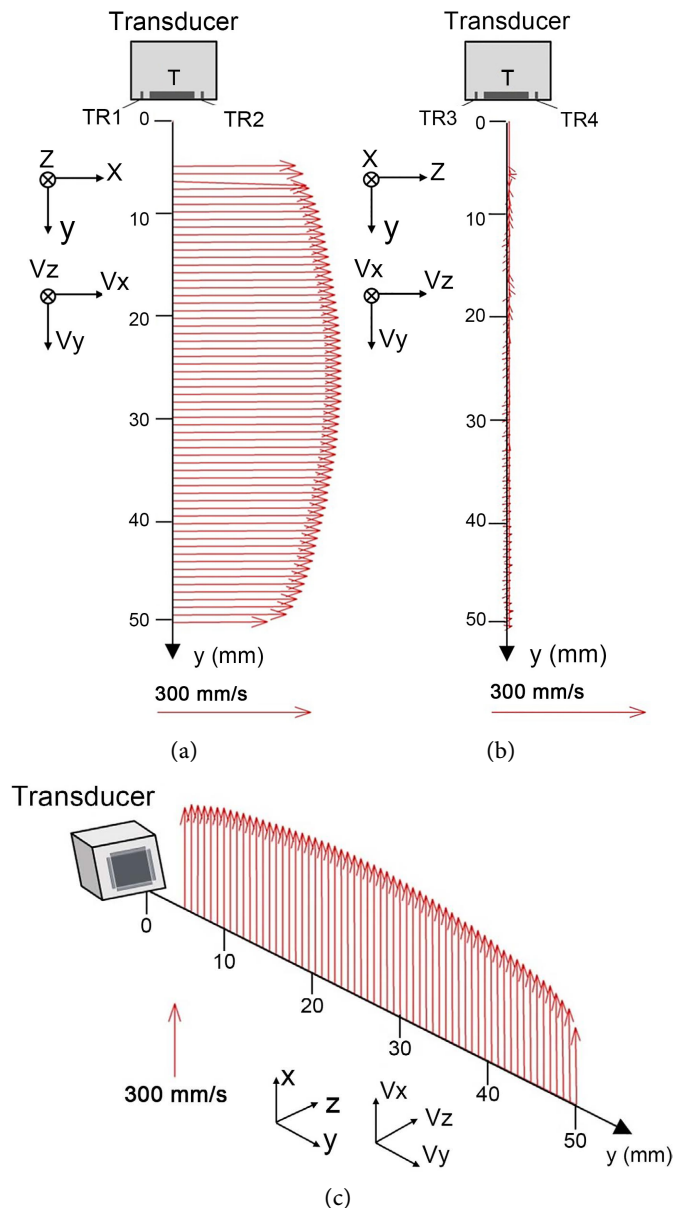 Transducer
T
TR1
TR2
0
Z
X
y
10
Vz
Vx
Vy
20
30
40
50
y (mm)
300 mm/s
(a)
Transducer
T
TR3
TR4
0
X
Z
y
10
Vx
Vz
Vy
20
30
40
50
y (mm)
300 mm/s
(b)
Transducer
0
10
20
30
40
50
y (mm)
300 mm/s
x
z
y
Vx
Vz
Vy
(c)